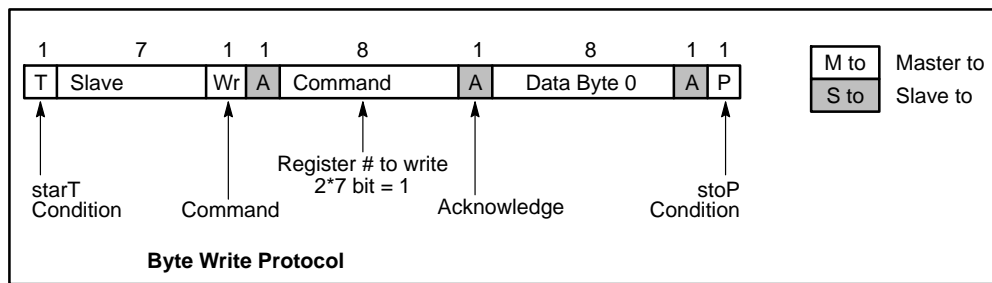 1 7 1 1 8 1 8 1 1
T Slave Wr A Command A Data Byte 0 A P
M to Master to
S to Slave to
Register # to write
2*7 bit = 1
starT
Condition
Command
Acknowledge
stoP
Condition
Byte Write Protocol